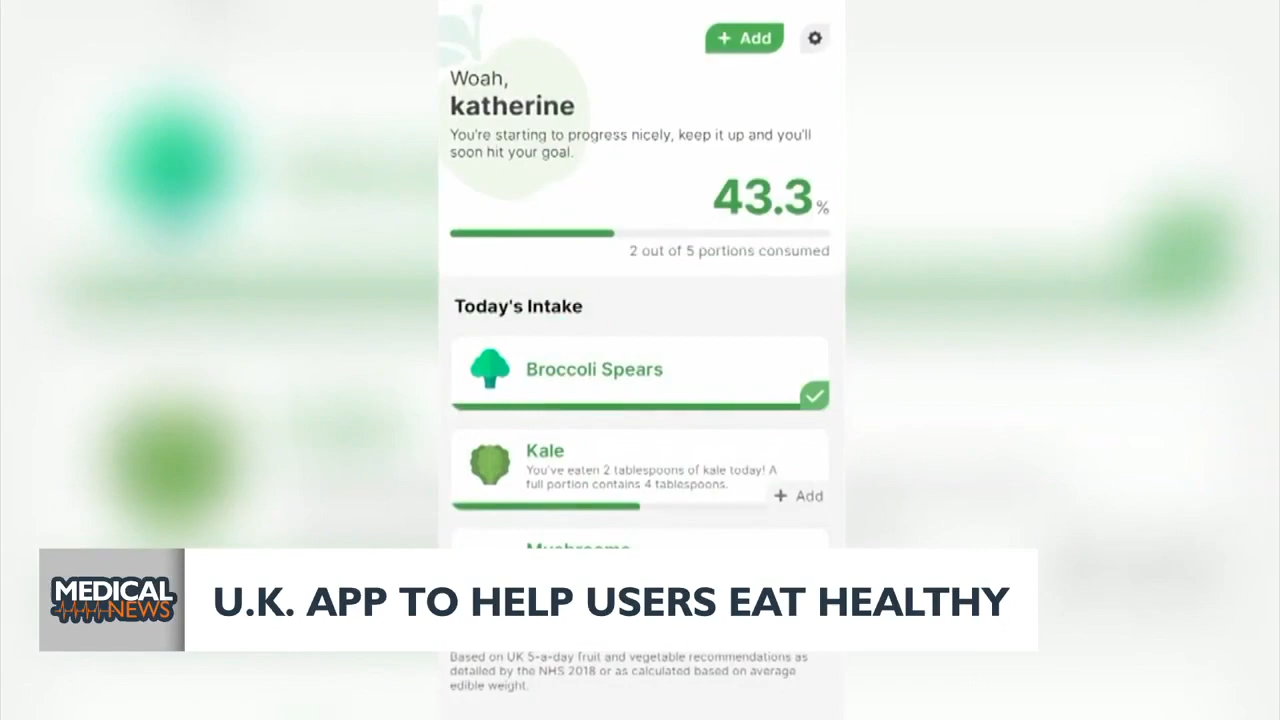 + Add
Woah,
katherine
You're starting to progress nicely, keep it up and you'll
soon hit your goal.
43.3 %
2 out of 5 portions consumed
Today's Intake
Broccoli Spears
Kale
You've eaten 2 tablespoons of kale today! A
full portion contains 4 tablespoons.
+ Add
MEDICAL
NEWS
U.K. APP TO HELP USERS EAT HEALTHY
Based on UK 5-a-day fruit and vegetable recommendations as
detailed by the NHS 2018 or as calculated based on average
edible weight.